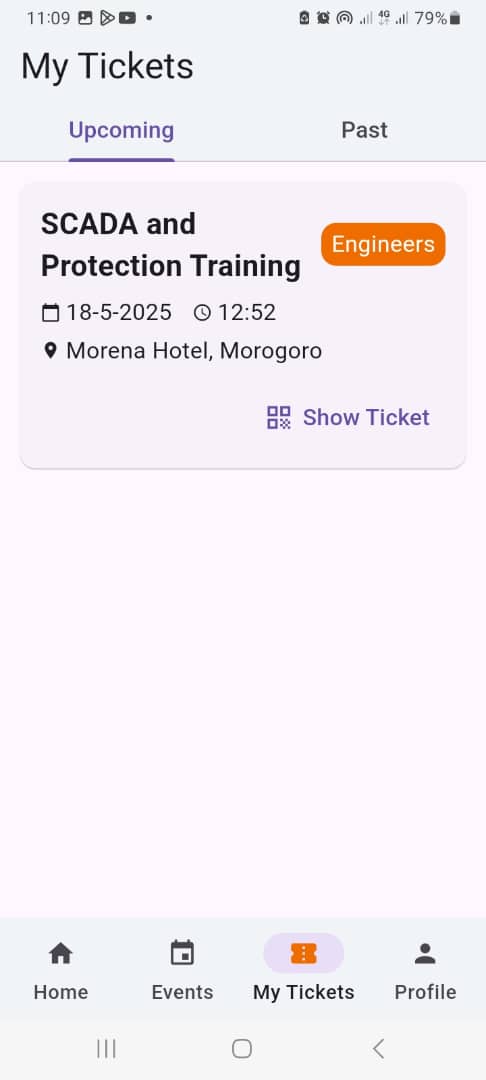 11:09 4G 79%
My Tickets
Upcoming Past
SCADA and
Protection Training
Engineers
18-5-2025 12:52
Morena Hotel, Morogoro
Show Ticket
Home Events My Tickets Profile